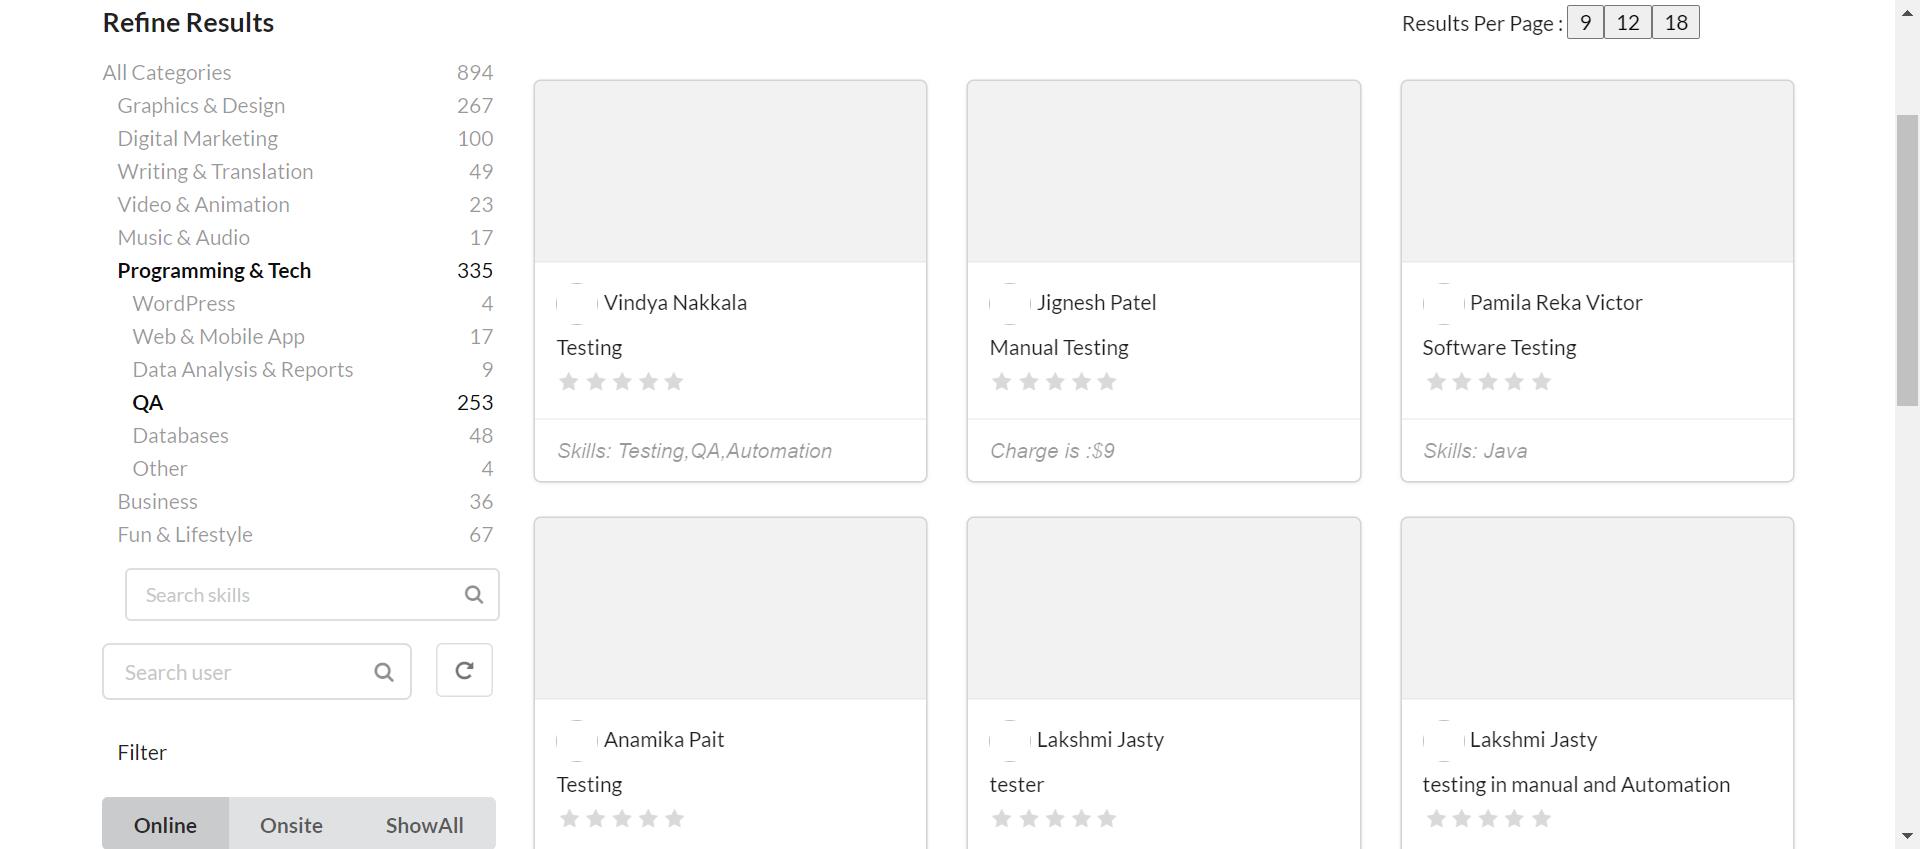 Refine Results
Results Per Page : 9 12 18
All Categories 894
Graphics & Design 267
Digital Marketing 100
Writing & Translation 49
Video & Animation 23
Music & Audio 17
Programming & Tech 335
WordPress 4
Web & Mobile App 17
Data Analysis & Reports 9
QA 253
Databases 48
Other 4
Business 36
Fun & Lifestyle 67
Search skills
Search user
Filter
Online Onsite ShowAll
Vindya Nakkala
Testing
Skills: Testing,QA,Automation
Jignesh Patel
Manual Testing
Charge is :$9
Pamila Reka Victor
Software Testing
Skills: Java
Anamika Pait
Testing
Lakshmi Jasty
tester
Lakshmi Jasty
testing in manual and Automation